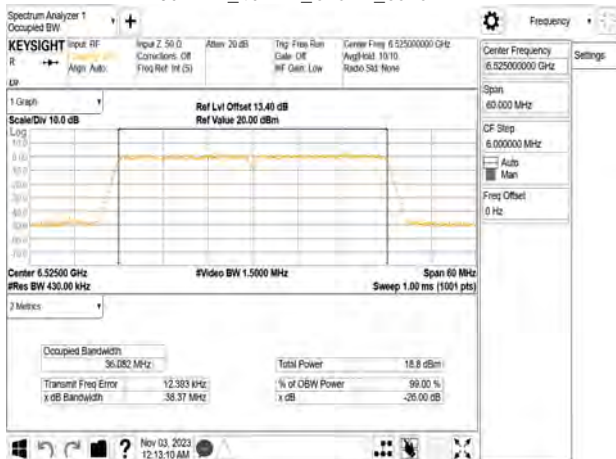 Spectrum Analyzer 1
Occupied BW
Frequency
KEYSIGHT
Input: RF
Input Z: 50 Ω
Atten: 20 dB
Trig: Free Run
Center Freq: 6.525000000 GHz
R
Corrections: Off
Gate: Off
Avg|Hold: 10/10
Align: Auto
Freq Ref: Int (S)
#IF Gain: Low
Radio Std: None
Center Frequency
6.525000000 GHz
Settings
Span
60.000 MHz
CF Step
6.000000 MHz
Auto
Man
Freq Offset
0 Hz
1 Graph
Ref Lvl Offset 13.40 dB
Scale/Div 10.0 dB
Ref Value 20.00 dBm
Log
Center 6.52500 GHz
#Video BW 1.5000 MHz
Span 60 MHz
#Res BW 430.00 kHz
Sweep 1.00 ms (1001 pts)
2 Metrics
Occupied Bandwidth
36.082 MHz
Total Power
18.8 dBm
Transmit Freq Error
12.393 kHz
% of OBW Power
99.00 %
x dB Bandwidth
38.37 MHz
x dB
-26.00 dB
Nov 03, 2023
12:13:10 AM